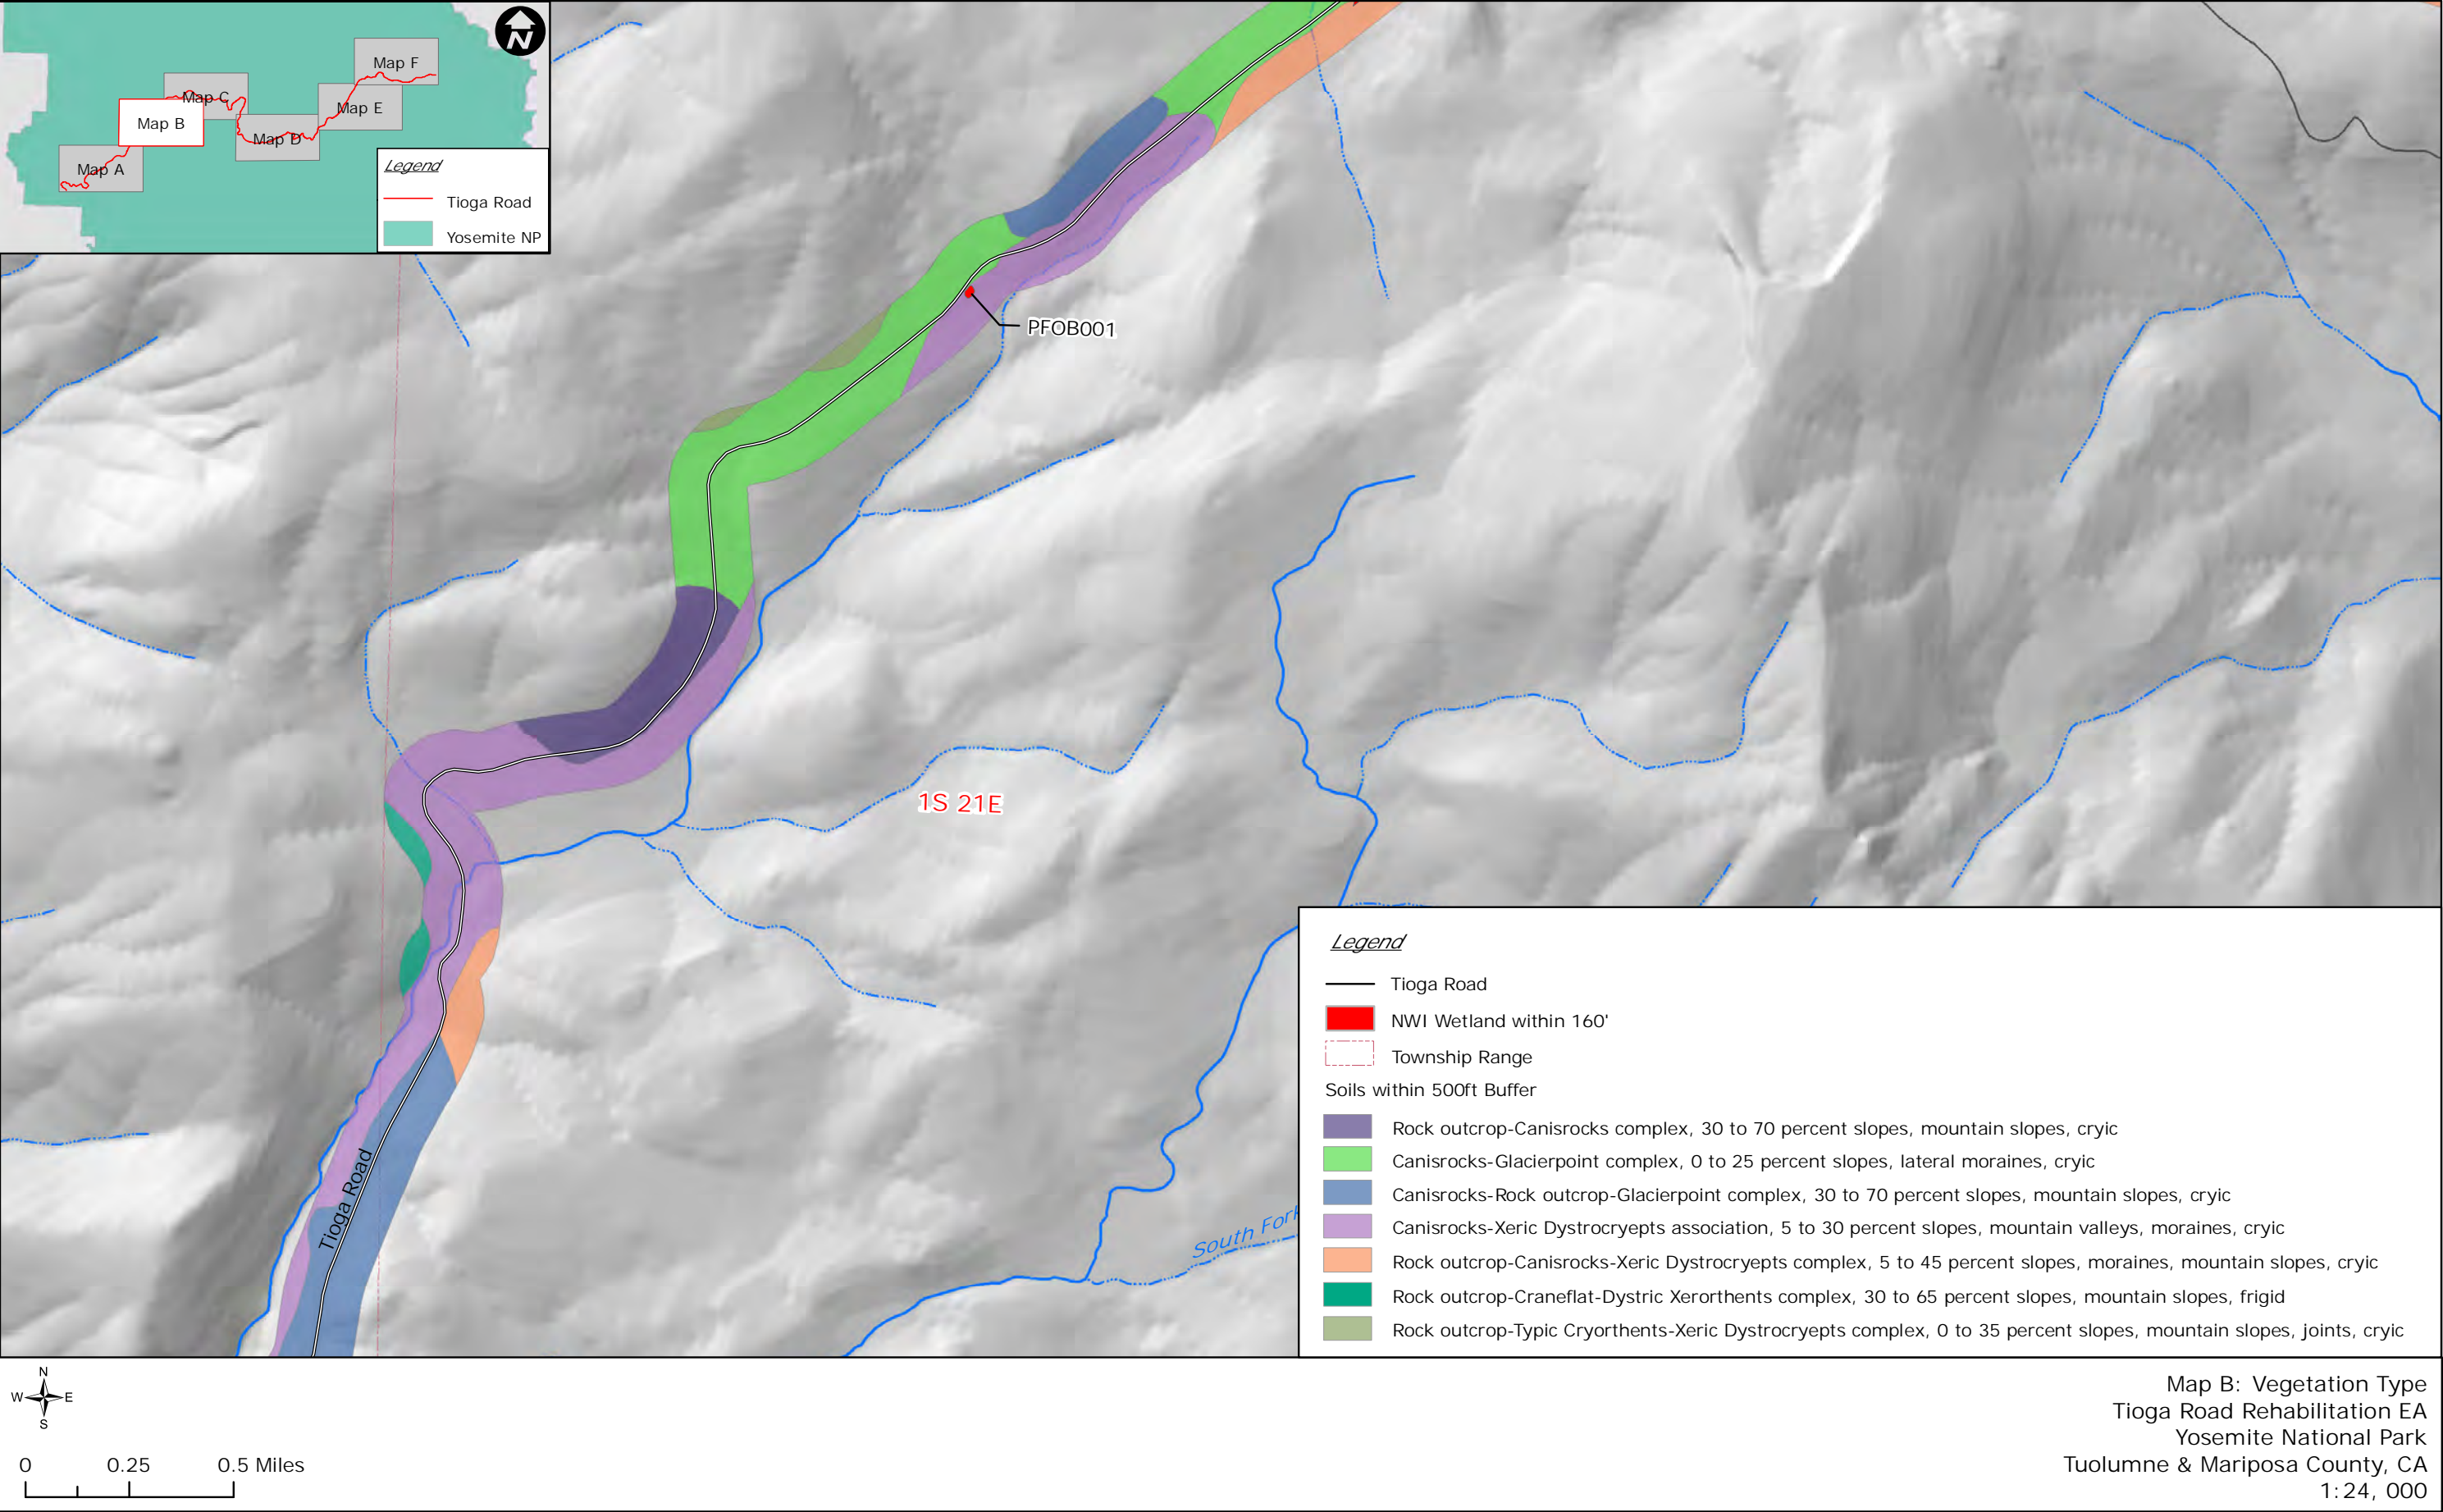 N
Map F
Map C
Map E
Map B
Map D
Map A
Legend
Tioga Road
Yosemite NP
PFOB001
1S 21E
Tioga Road
South Fork
Legend
Tioga Road
NWI Wetland within 160'
Township Range
Soils within 500ft Buffer
Rock outcrop-Canisrocks complex, 30 to 70 percent slopes, mountain slopes, cryic
Canisrocks-Glacierpoint complex, 0 to 25 percent slopes, lateral moraines, cryic
Canisrocks-Rock outcrop-Glacierpoint complex, 30 to 70 percent slopes, mountain slopes, cryic
Canisrocks-Xeric Dystrocryepts association, 5 to 30 percent slopes, mountain valleys, moraines, cryic
Rock outcrop-Canisrocks-Xeric Dystrocryepts complex, 5 to 45 percent slopes, moraines, mountain slopes, cryic
Rock outcrop-Craneflat-Dystric Xerorthents complex, 30 to 65 percent slopes, mountain slopes, frigid
Rock outcrop-Typic Cryorthents-Xeric Dystrocryepts complex, 0 to 35 percent slopes, mountain slopes, joints, cryic
N
W E
S
0 0.25 0.5 Miles
Map B: Vegetation Type
Tioga Road Rehabilitation EA
Yosemite National Park
Tuolumne & Mariposa County, CA
1:24, 000